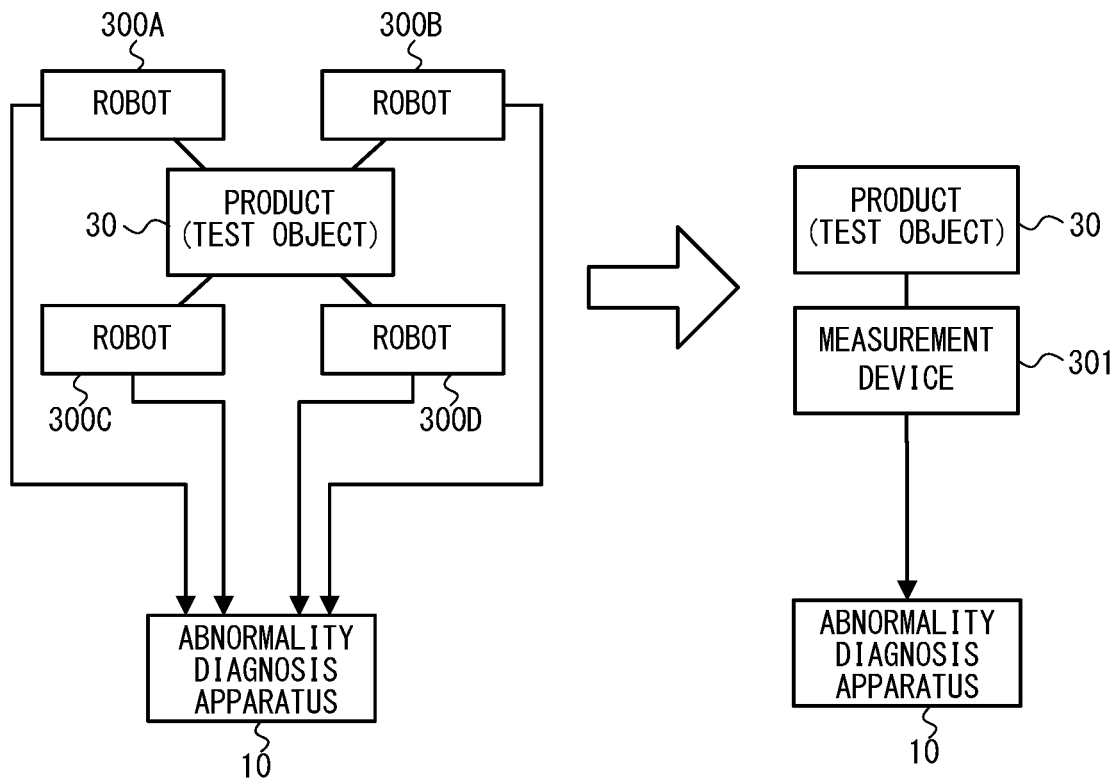 300A
300B
ROBOT
ROBOT
PRODUCT
(TEST OBJECT)
30
ROBOT
ROBOT
300C
300D
ABNORMALITY
DIAGNOSIS
APPARATUS
10
PRODUCT
(TEST OBJECT)
30
MEASUREMENT
DEVICE
301
ABNORMALITY
DIAGNOSIS
APPARATUS
10